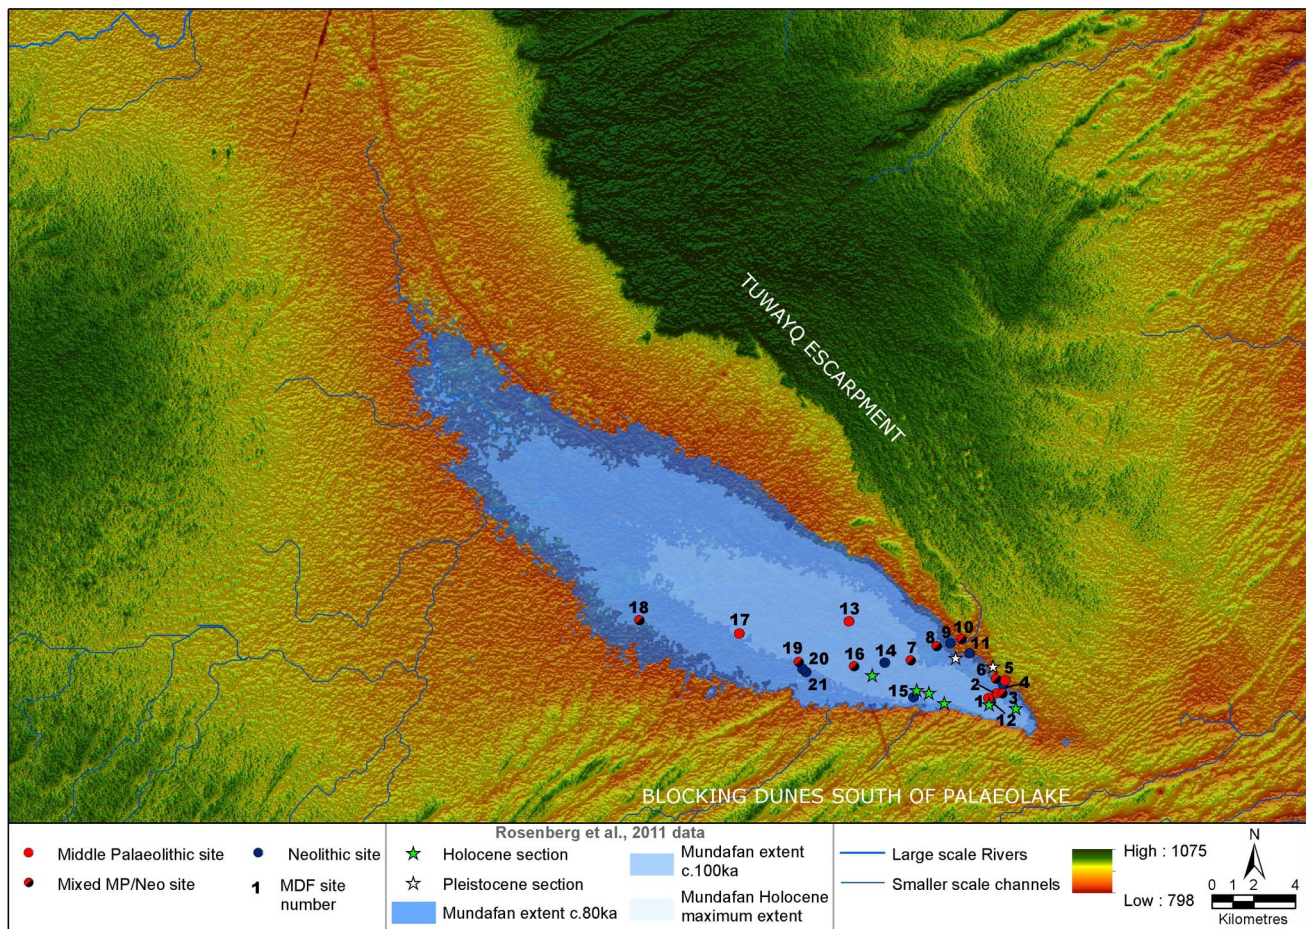 TUWAYQ ESCARPMENT
18
17
13
10
9
8
11
19
20
16
14
7
6
5
21
15
2
4
1
3
12
BLOCKING DUNES SOUTH OF PALAEOLAKE
Rosenberg et al., 2011 data
Middle Palaeolithic site
Neolithic site
Holocene section
Mundafan extent
c.100ka
Large scale Rivers
High : 1075
N
Mixed MP/Neo site
1
MDF site
number
Pleistocene section
Smaller scale channels
Low : 798
0 1 2 4
Kilometres
Mundafan extent c.80ka
Mundafan Holocene
maximum extent